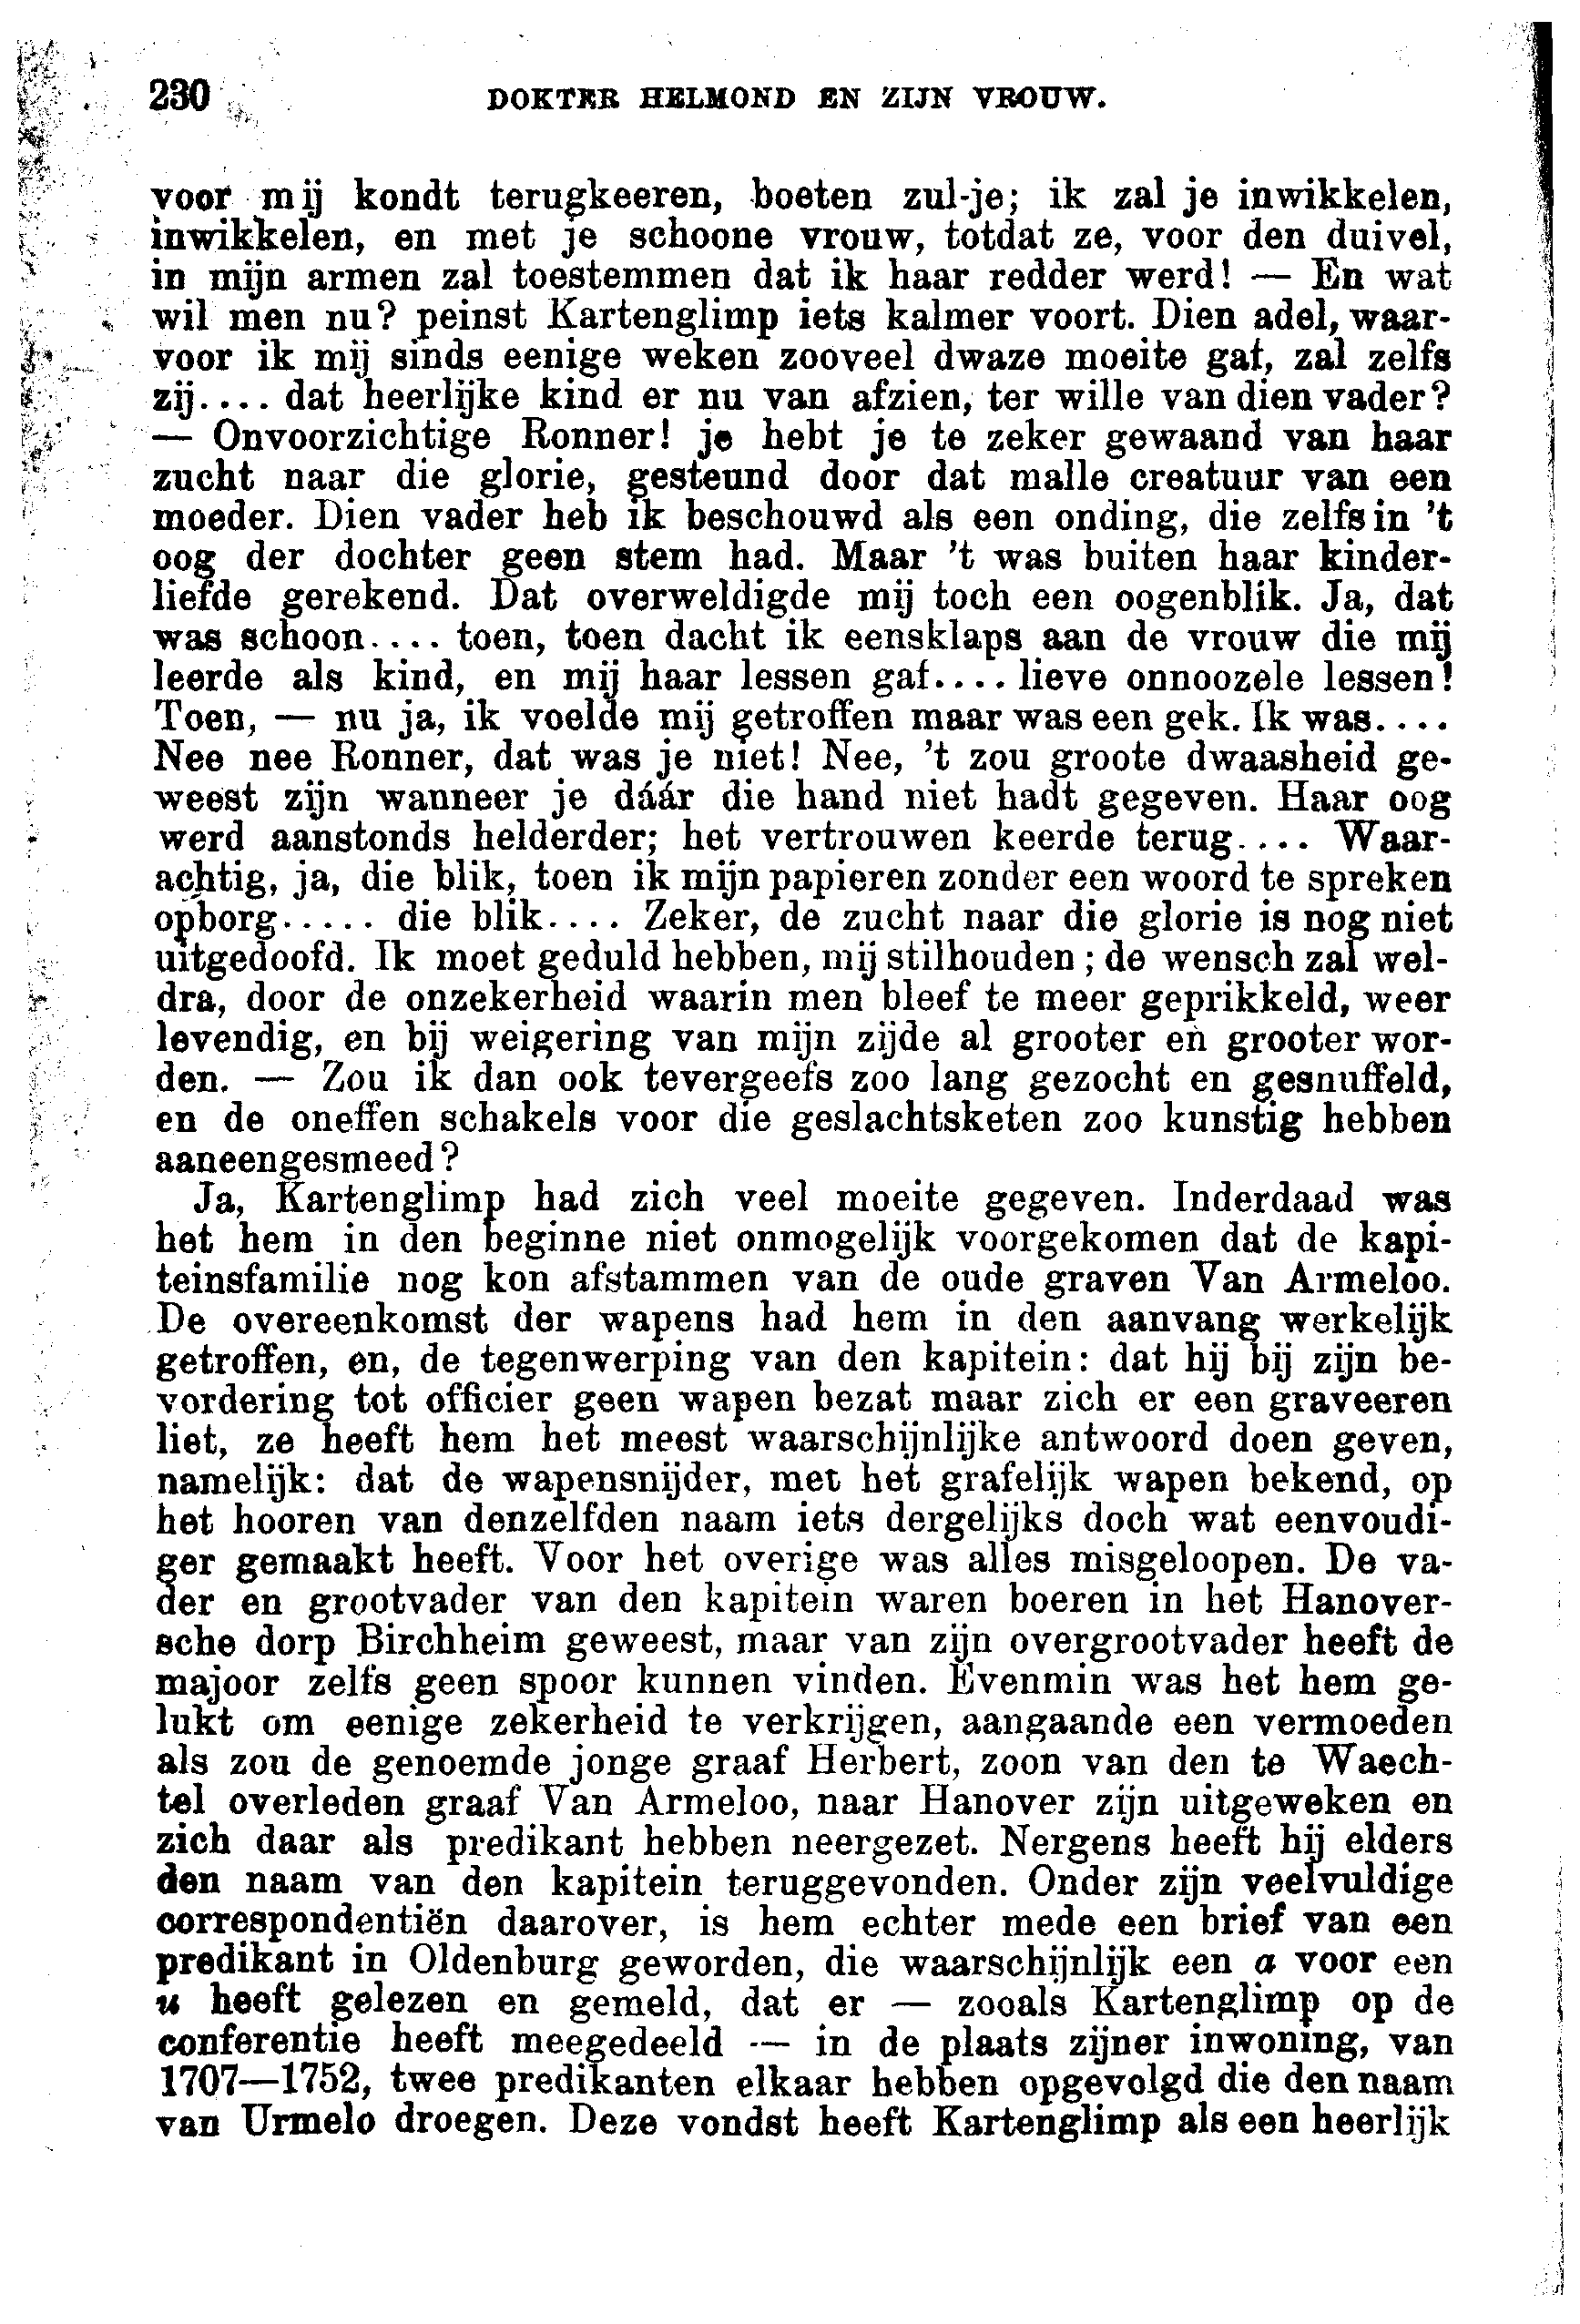 230 DOKTER HELMOND EN ZIJN VROUW.
voor mij kondt terugkeeren, boeten zul-je; ik zal je inwikkelen,
inwikkelen, en met je schoone vrouw, totdat ze, voor den duivel,
in mijn armen zal toestemmen dat ik haar redder werd! — En wat
wil men nu? peinst Kartenglimp iets kalmer voort. Dien adel, waar-
voor ik mij sinds eenige weken zooveel dwaze moeite gaf, zal zelfs
zij.... dat heerlijke kind er nu van afzien, ter wille van dien vader?
— Onvoorzichtige Ronner! je hebt je te zeker gewaand van haar
zucht naar die glorie, gesteund door dat malle creatuur van een
moeder. Dien vader heb ik beschouwd als een onding, die zelfs in 't
oog der dochter geen stem had. Maar 't was buiten haar kinder-
liefde gerekend. Dat overweldigde mij toch een oogenblik. Ja, dat
was schoon.... toen, toen dacht ik eensklaps aan de vrouw die mij
leerde als kind, en mij haar lessen gaf.... lieve onnoozele lessen!
Toen, — nu ja, ik voelde mij getroffen maar was een gek. Ik was....
Nee nee Ronner, dat was je niet! Nee, 't zou groote dwaasheid ge-
weest zijn wanneer je dáár die hand niet hadt gegeven. Haar oog
werd aanstonds helderder; het vertrouwen keerde terug.... Waar-
achtig, ja, die blik, toen ik mijn papieren zonder een woord te spreken
opborg..... die blik.... Zeker, de zucht naar die glorie is nog niet
uitgedoofd. Ik moet geduld hebben, mij stilhouden; de wensch zal wel-
dra, door de onzekerheid waarin men bleef te meer geprikkeld, weer
levendig, en bij weigering van mijn zijde al grooter en grooter wor-
den. — Zou ik dan ook tevergeefs zoo lang gezocht en gesnuffeld,
en de oneffen schakels voor die geslachtsketen zoo kunstig hebben
aaneengesmeed?
Ja, Kartenglimp had zich veel moeite gegeven. Inderdaad was
het hem in den beginne niet onmogelijk voorgekomen dat de kapi-
teinsfamilie nog kon afstammen van de oude graven Van Armeloo.
De overeenkomst der wapens had hem in den aanvang werkelijk
getroffen, en, de tegenwerping van den kapitein: dat hij bij zijn be-
vordering tot officier geen wapen bezat maar zich er een graveeren
liet, ze heeft hem het meest waarschijnlijke antwoord doen geven,
namelijk: dat de wapensnijder, met het grafelijk wapen bekend, op
het hooren van denzelfden naam iets dergelijks doch wat eenvoudi-
ger gemaakt heeft. Voor het overige was alles misgeloopen. De va-
der en grootvader van den kapitein waren boeren in het Hanover-
sche dorp Birchheim geweest, maar van zijn overgrootvader heeft de
majoor zelfs geen spoor kunnen vinden. Evenmin was het hem ge-
lukt om eenige zekerheid te verkrijgen, aangaande een vermoeden
als zou de genoemde jonge graaf Herbert, zoon van den te Waech-
tel overleden graaf Van Armeloo, naar Hanover zijn uitgeweken en
zich daar als predikant hebben neergezet. Nergens heeft hij elders
den naam van den kapitein teruggevonden. Onder zijn veelvuldige
correspondentiën daarover, is hem echter mede een brief van een
predikant in Oldenburg geworden, die waarschijnlijk een a voor een
u heeft gelezen en gemeld, dat er — zooals Kartenglimp op de
conferentie heeft meegedeeld — in de plaats zijner inwoning, van
1707—1752, twee predikanten elkaar hebben opgevolgd die den naam
van Urmelo droegen. Deze vondst heeft Kartenglimp als een heerlijk